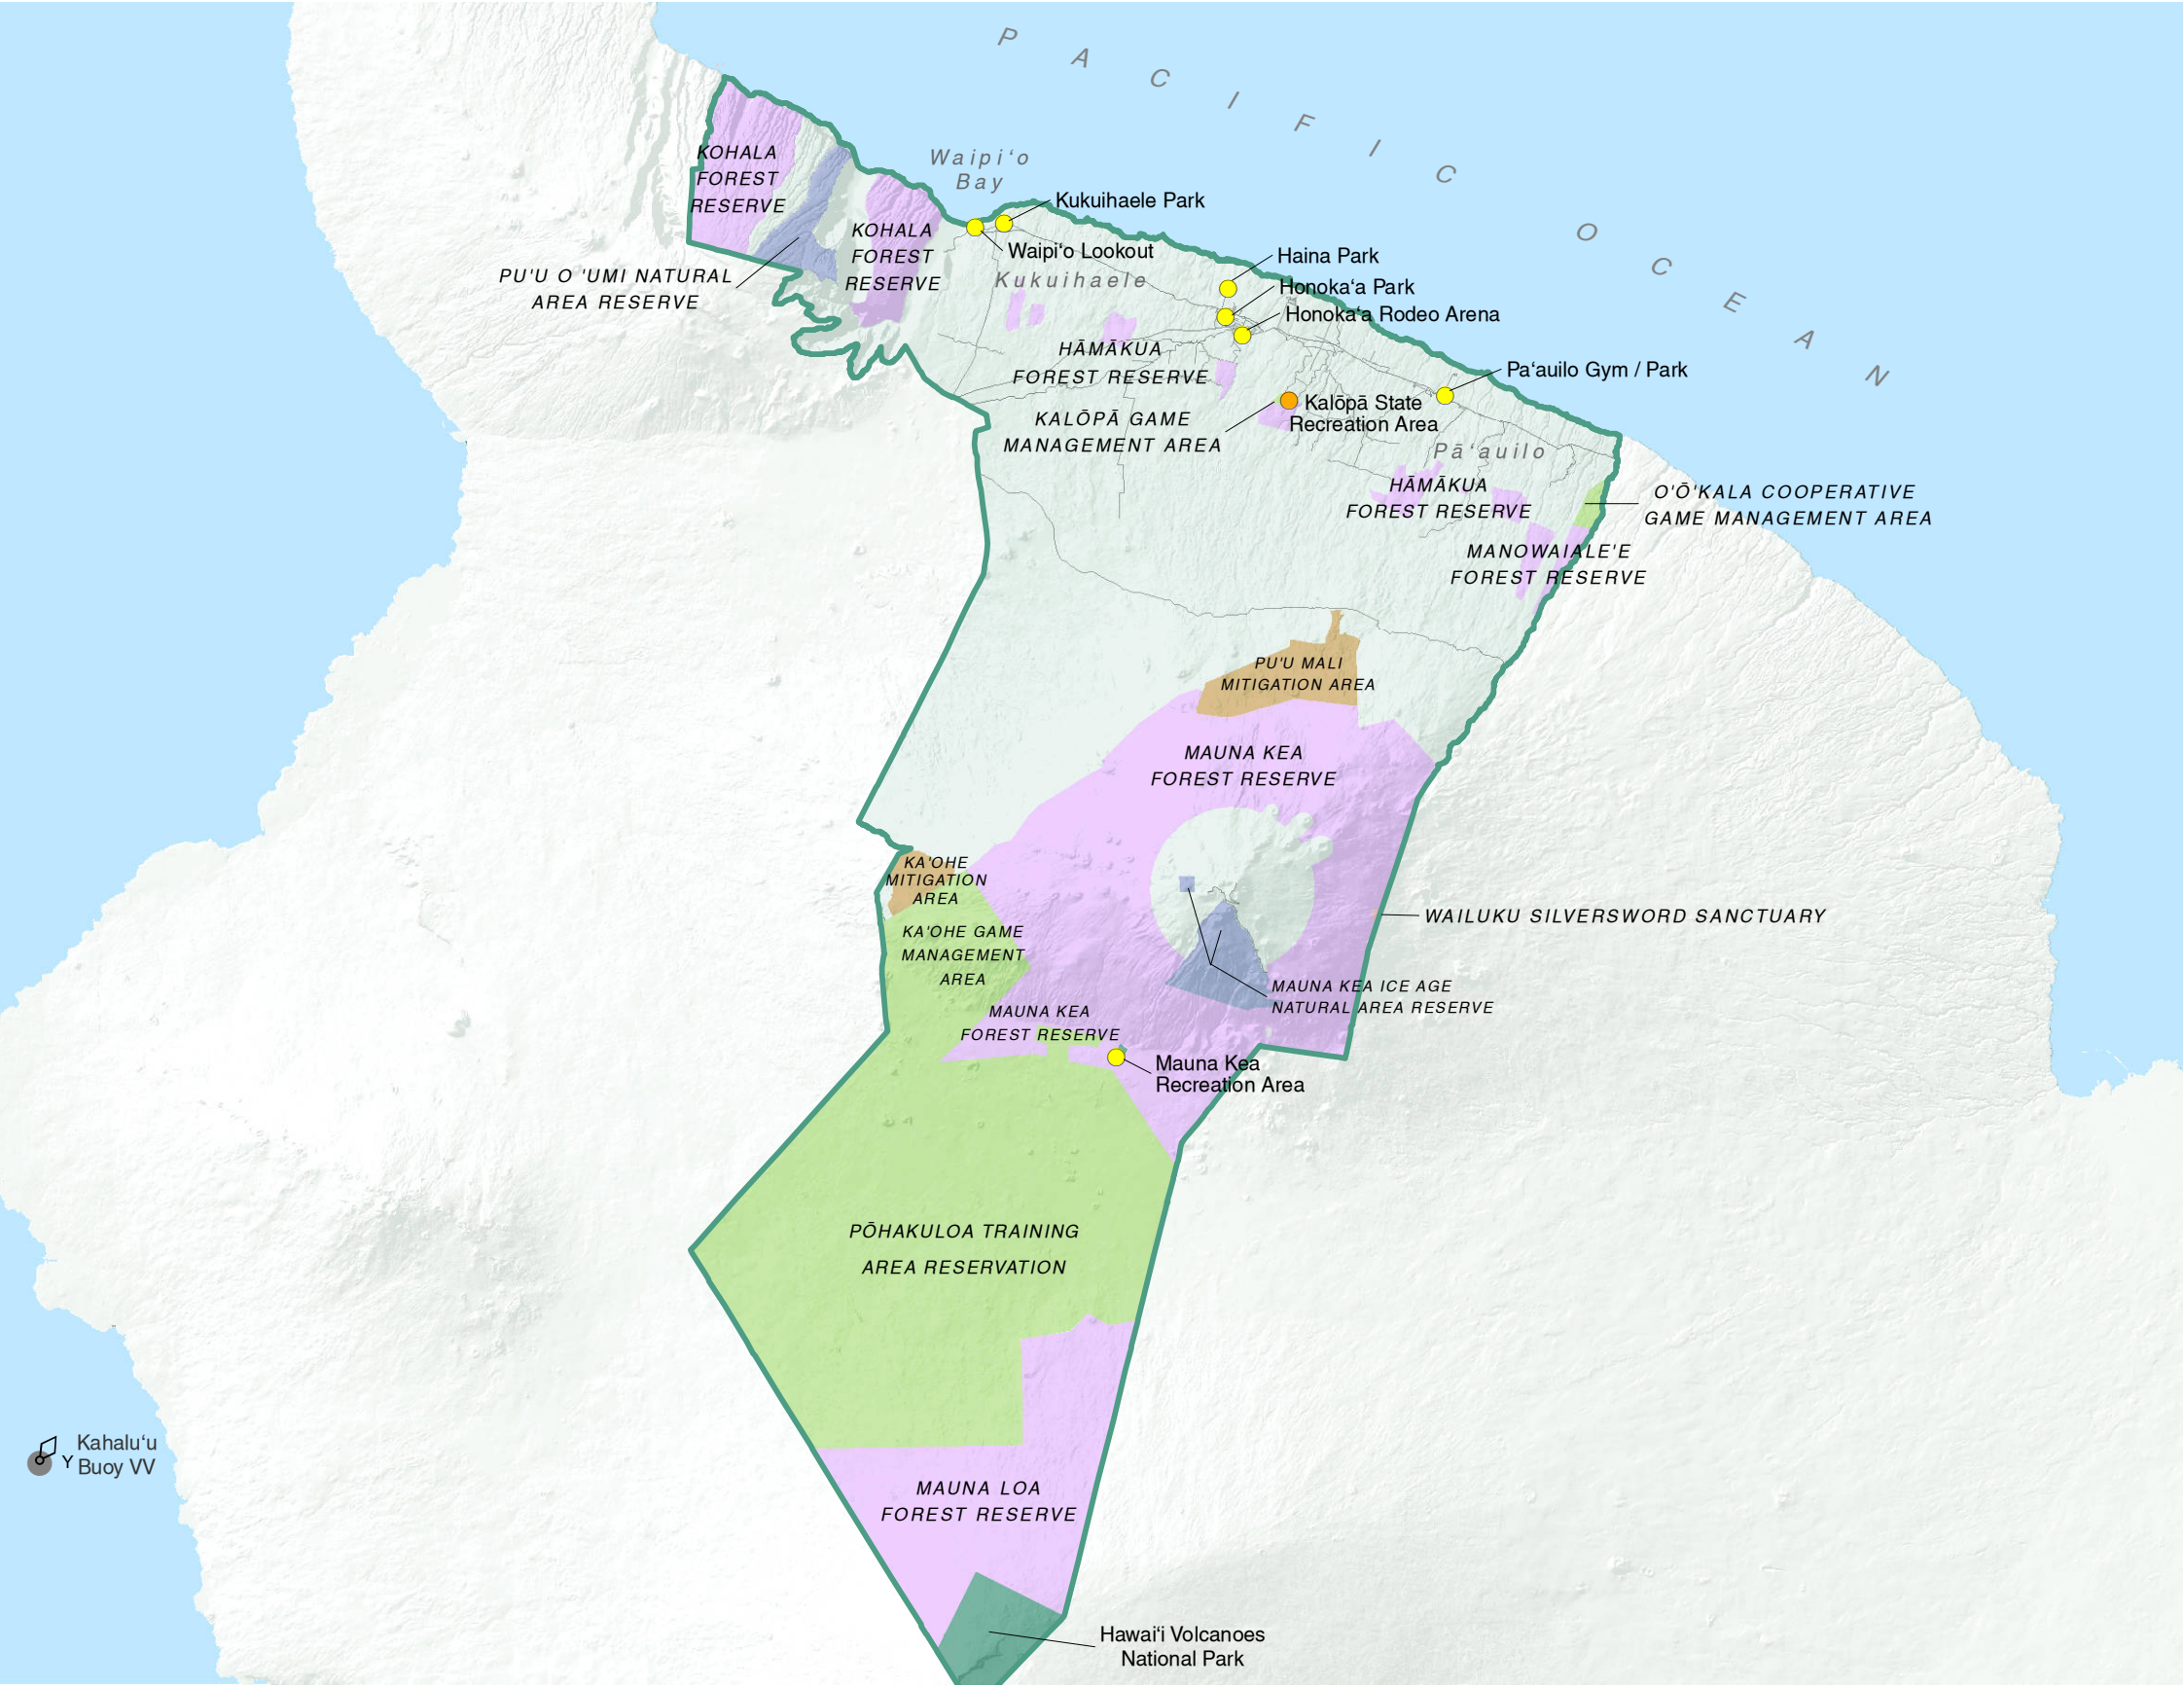 P A C I F I C   O C E A N
KOHALA
FOREST
RESERVE
Waipi‘o
Bay
Kukuihaele Park
KOHALA
FOREST
RESERVE
Waipi‘o Lookout
Haina Park
PU'U O 'UMI NATURAL
AREA RESERVE
Kukuihaele
Honoka‘a Park
Honoka‘a Rodeo Arena
HĀMĀKUA
FOREST RESERVE
Pa‘auilo Gym / Park
KALŌPĀ GAME
MANAGEMENT AREA
Kalōpā State
Recreation Area
Pā‘auilo
HĀMĀKUA
FOREST RESERVE
O'Ō'KALA COOPERATIVE
GAME MANAGEMENT AREA
MANOWAIALE'E
FOREST RESERVE
PU'U MALI
MITIGATION AREA
MAUNA KEA
FOREST RESERVE
KA'OHE
MITIGATION
AREA
WAILUKU SILVERSWORD SANCTUARY
KA'OHE GAME
MANAGEMENT
AREA
MAUNA KEA ICE AGE
NATURAL AREA RESERVE
MAUNA KEA
FOREST RESERVE
Mauna Kea
Recreation Area
PŌHAKULOA TRAINING
AREA RESERVATION
Kahalu‘u
Y Buoy VV
MAUNA LOA
FOREST RESERVE
Hawai‘i Volcanoes
National Park